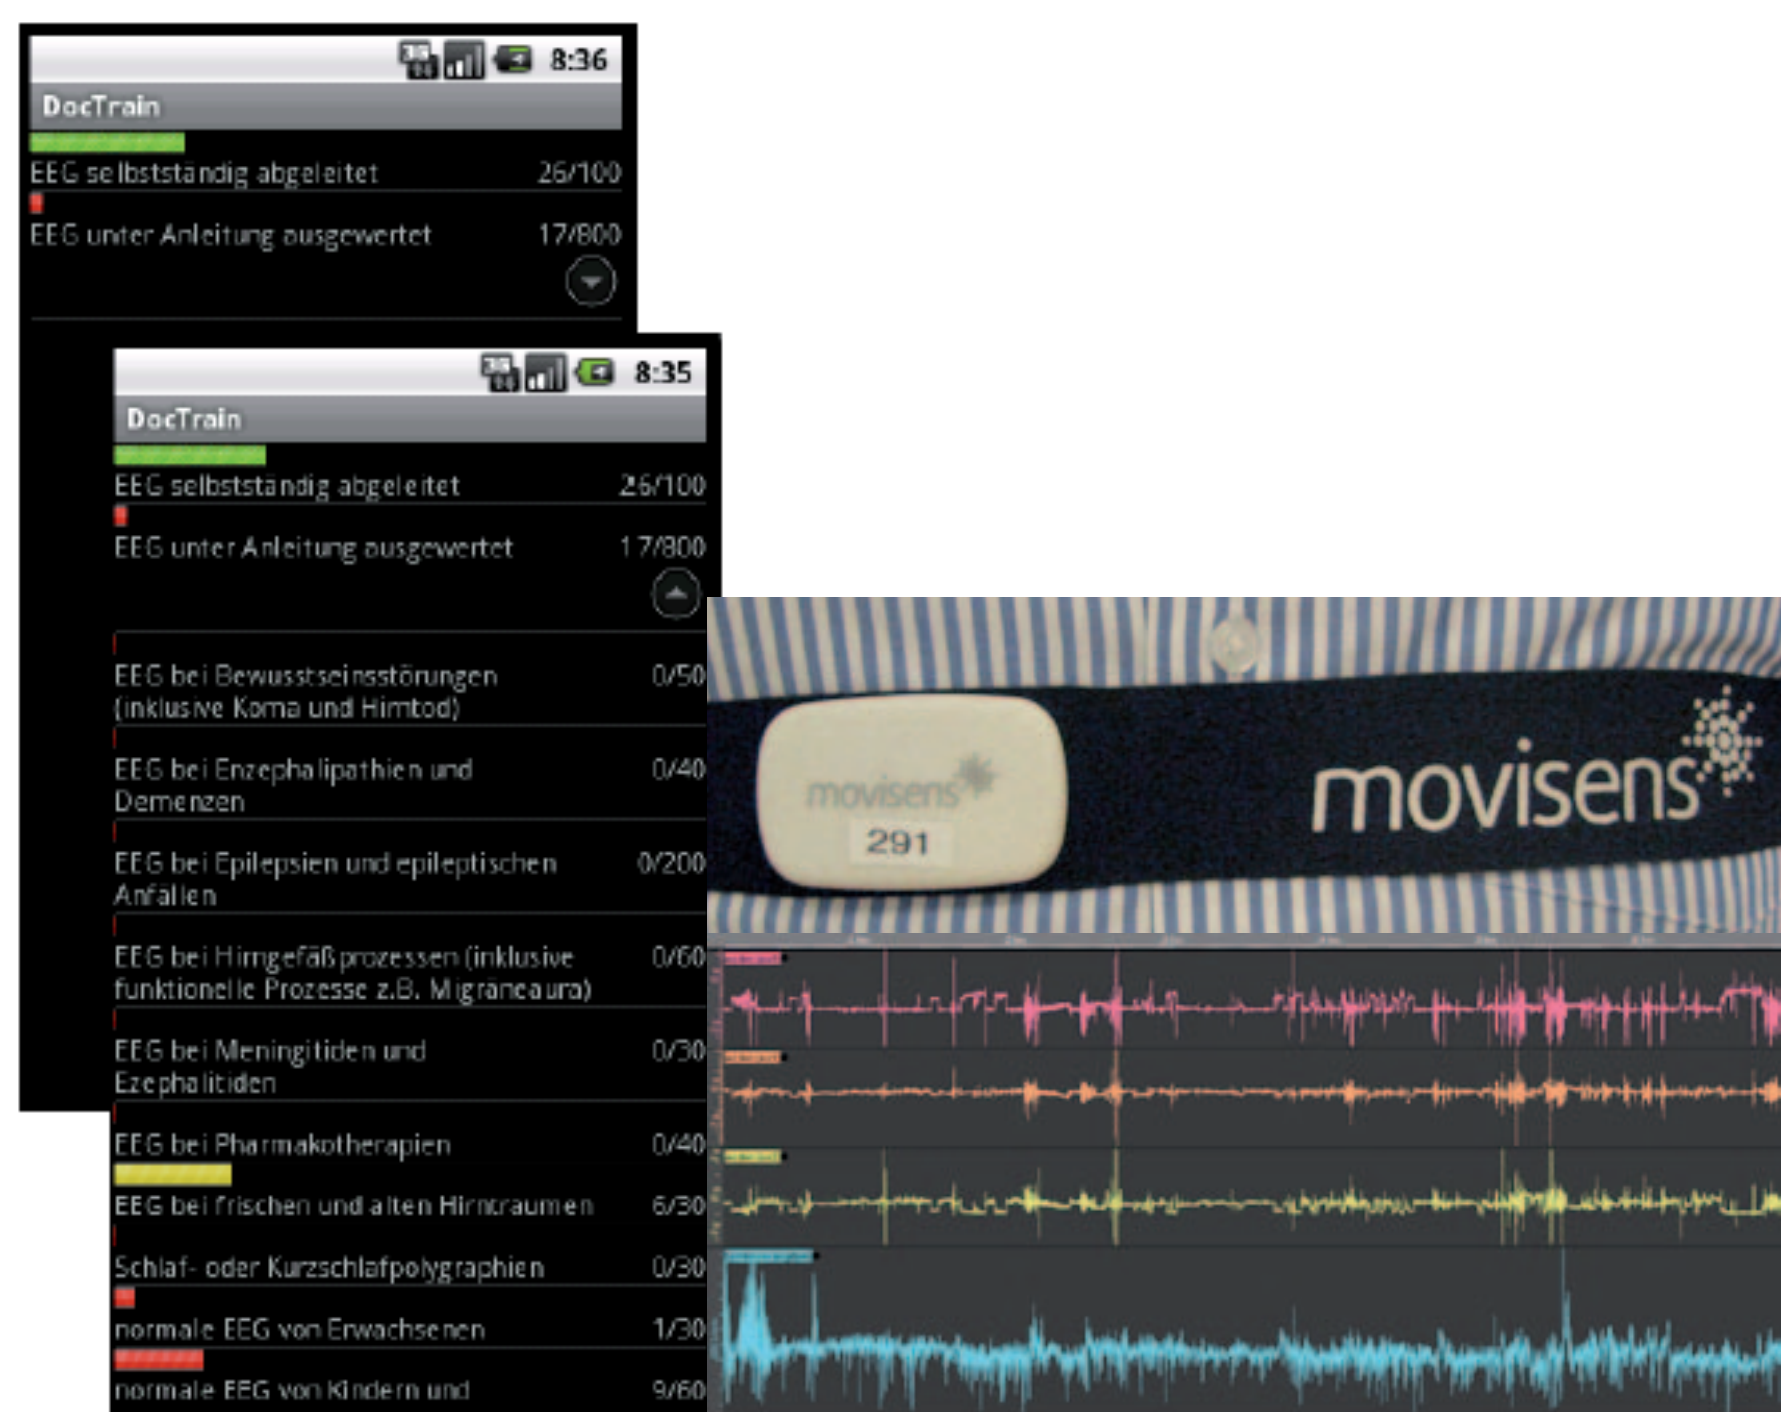 8:36
DocTrain
EEG selbstständig abgeleitet 26/100
EEG unter Anleitung ausgewertet 17/800
8:35
DocTrain
EEG selbstständig abgeleitet 26/100
EEG unter Anleitung ausgewertet 17/800
EEG bei Bewusstseinsstörungen 0/50
(inklusive Koma und Hirntod)
EEG bei Enzephalipathien und 0/40
Demenzen
EEG bei Epilepsien und epileptischen 0/200
Anfällen
EEG bei Hirngefäßprozessen (inklusive 0/60
funktionelle Prozesse z.B. Migräneaura)
EEG bei Meningitiden und 0/30
Ezephalitiden
EEG bei Pharmakotherapien 0/40
EEG bei frischen und alten Hirntraumen 6/30
Schlaf- oder Kurzschlafpolygraphien 0/30
normale EEG von Erwachsenen 1/30
normale EEG von Kindern und 9/60
movisens
291
movisens